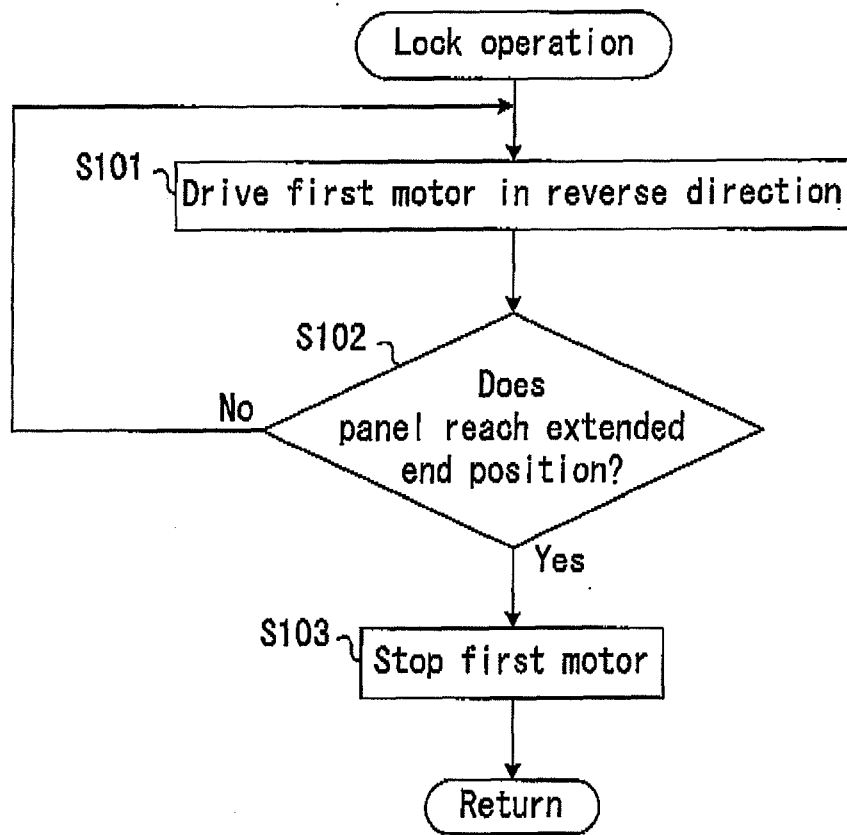 Lock operation
S101
Drive first motor in reverse direction
S102
Does
panel reach extended
end position?
No
Yes
S103
Stop first motor
Return